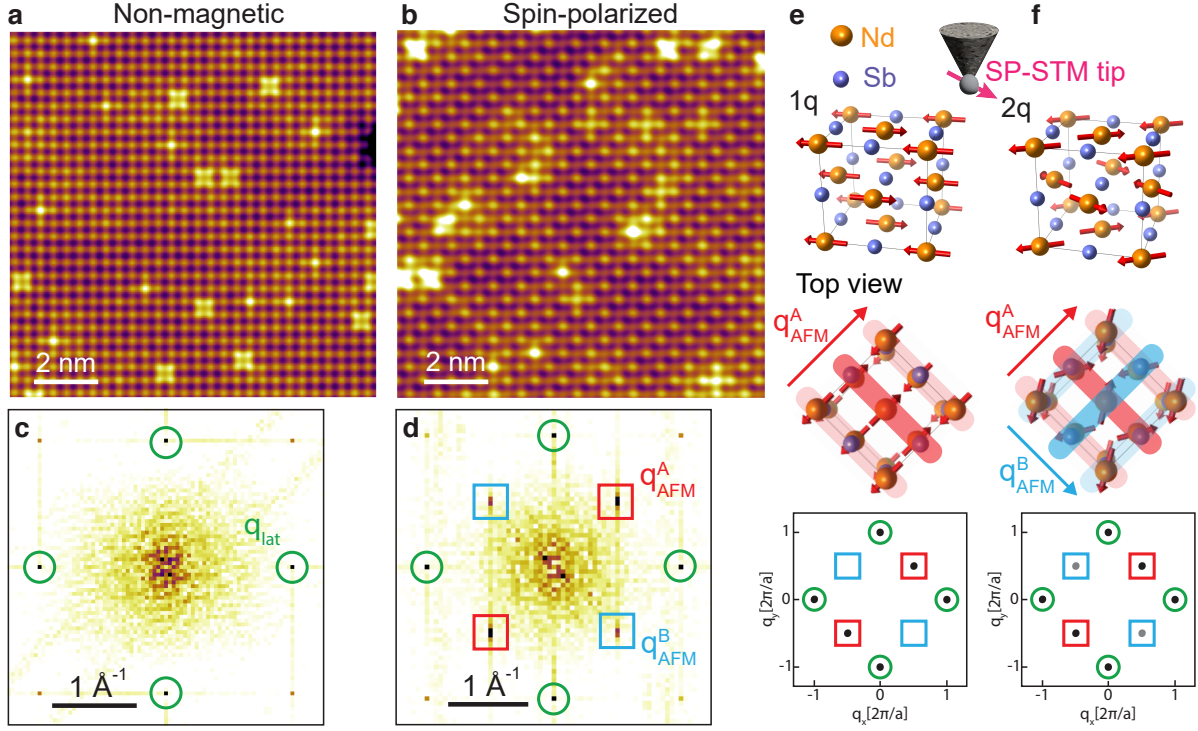 a Non-magnetic
2 nm
b Spin-polarized
2 nm
c
q_lat
1 Å⁻¹
d
q^A_AFM
q^B_AFM
1 Å⁻¹
e
f
Nd
Sb
SP-STM tip
1q
2q
Top view
q^A_AFM
q^A_AFM
q^B_AFM
1
0
-1
q_y[2π/a]
-1
0
1
q_x[2π/a]
1
0
-1
q_y[2π/a]
-1
0
1
q_x[2π/a]